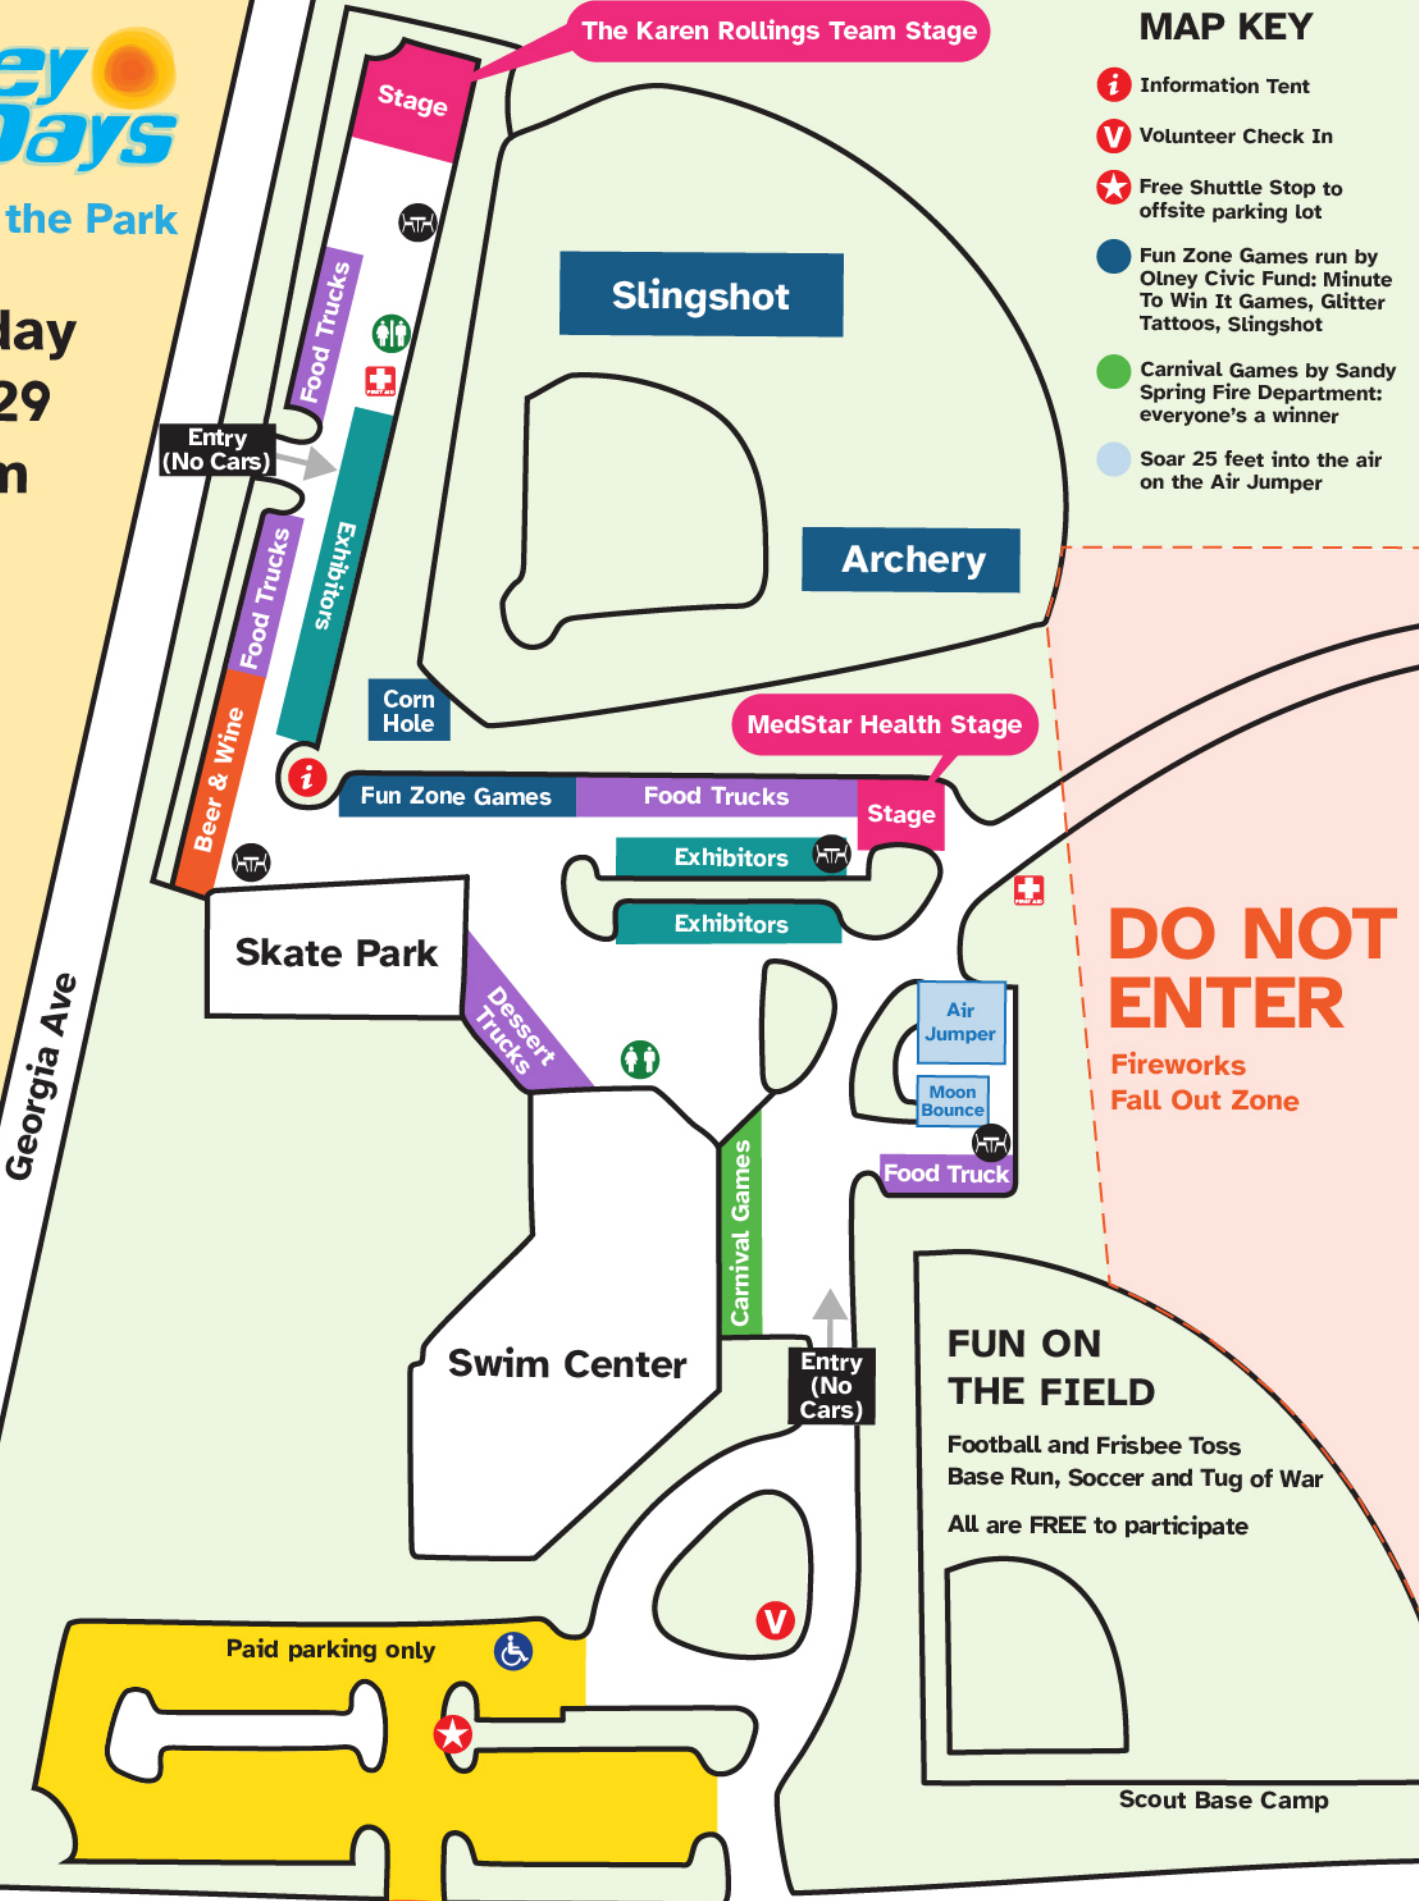 ey
Days
the Park
day
29
m
The Karen Rollings Team Stage
Stage
Food Trucks
FIRST AID
Entry
(No Cars)
Exhibitors
Food Trucks
Beer & Wine
Slingshot
Archery
Corn
Hole
MedStar Health Stage
i
Fun Zone Games
Food Trucks
Stage
Exhibitors
Exhibitors
FIRST AID
Skate Park
Dessert
Trucks
Air
Jumper
Moon
Bounce
Food Truck
Carnival Games
Georgia Ave
Swim Center
Entry
(No
Cars)
V
Paid parking only
MAP KEY
i Information Tent
V Volunteer Check In
Free Shuttle Stop to
offsite parking lot
Fun Zone Games run by
Olney Civic Fund: Minute
To Win It Games, Glitter
Tattoos, Slingshot
Carnival Games by Sandy
Spring Fire Department:
everyone's a winner
Soar 25 feet into the air
on the Air Jumper
DO NOT
ENTER
Fireworks
Fall Out Zone
FUN ON
THE FIELD
Football and Frisbee Toss
Base Run, Soccer and Tug of War
All are FREE to participate
Scout Base Camp